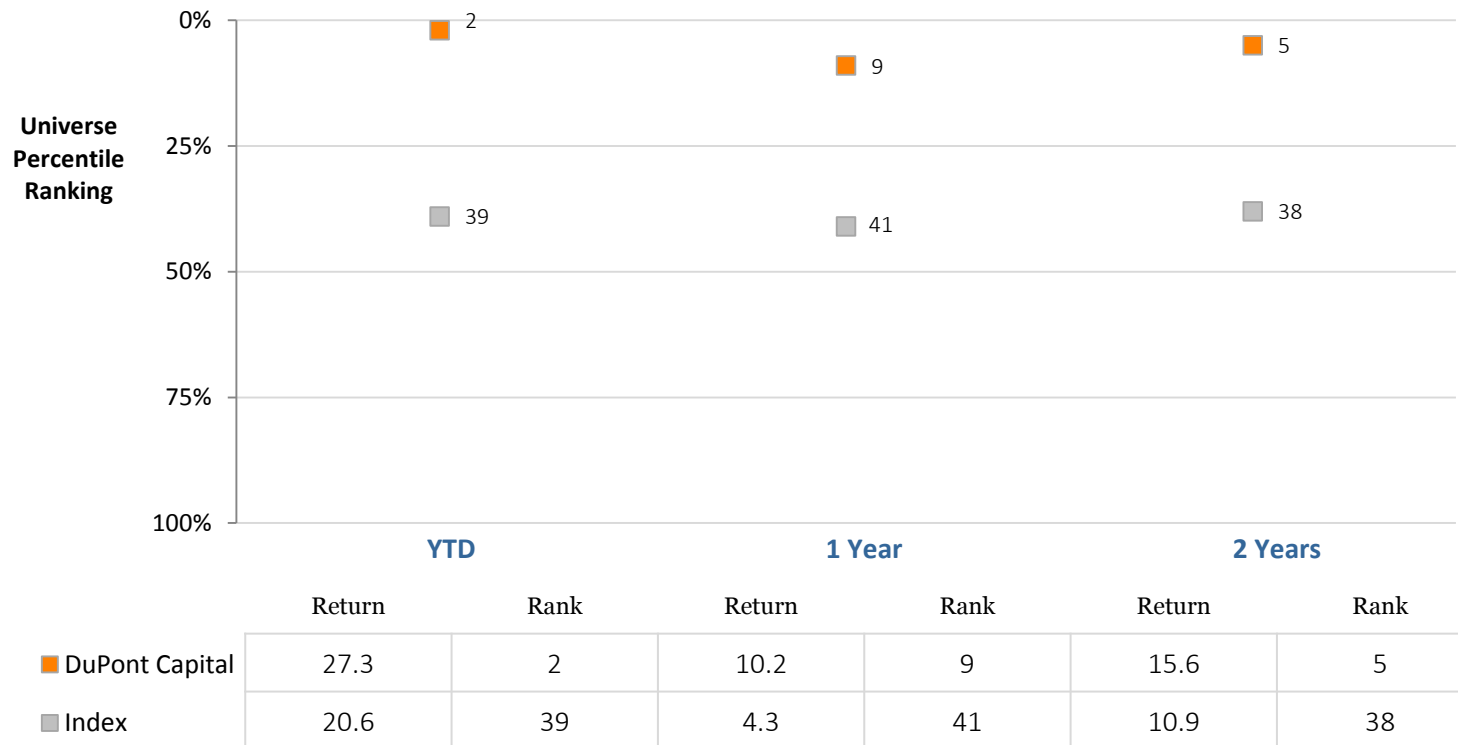 0%
2
9
5
Universe
Percentile
Ranking
25%
39
41
38
50%
75%
100%
YTD 1 Year 2 Years
Return Rank Return Rank Return Rank
DuPont Capital 27.3 2 10.2 9 15.6 5
Index 20.6 39 4.3 41 10.9 38